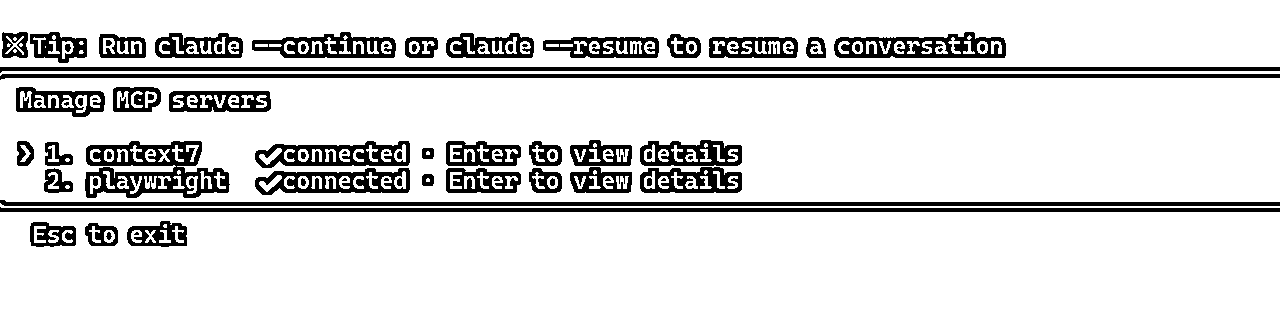 ※ Tip: Run claude --continue or claude --resume to resume a conversation
Manage MCP servers
❯ 1. context7 ✔ connected · Enter to view details
2. playwright ✔ connected · Enter to view details
Esc to exit